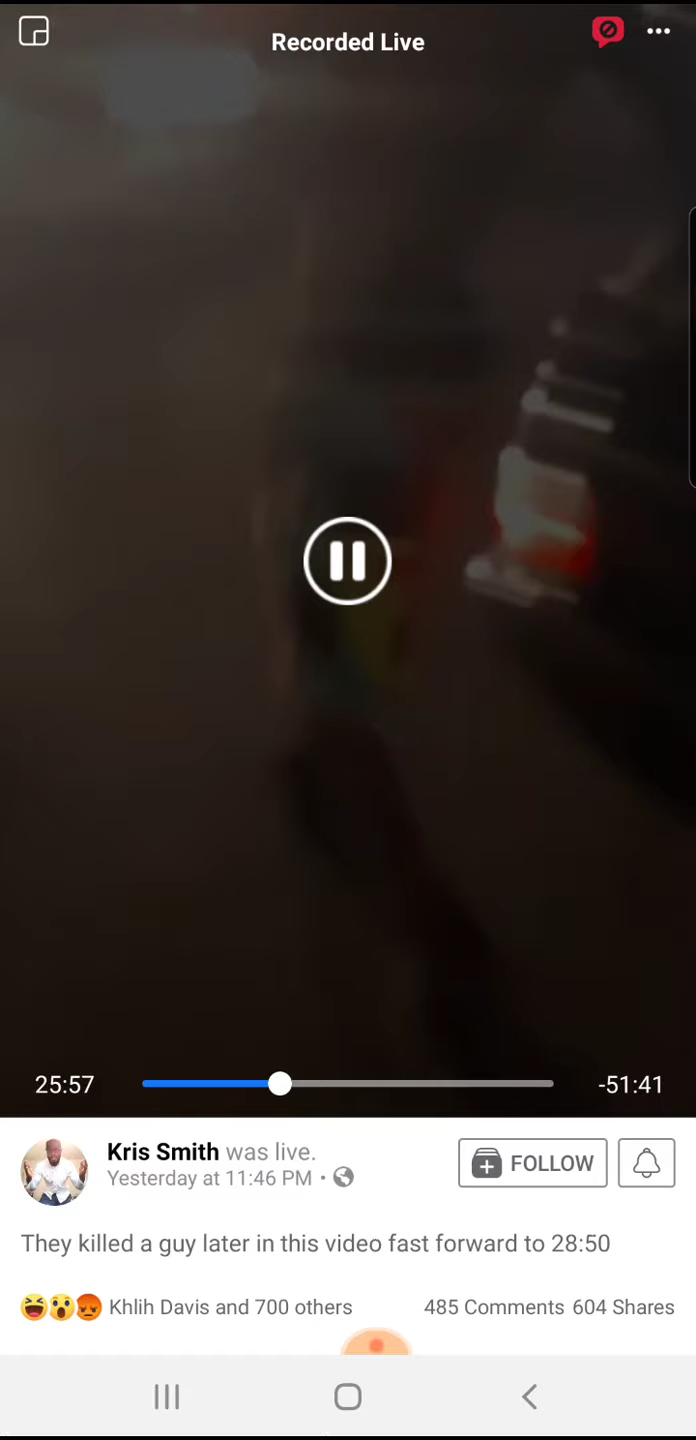 Recorded Live
25:57
-51:41
Kris Smith was live.
Yesterday at 11:46 PM •
FOLLOW
They killed a guy later in this video fast forward to 28:50
Khlih Davis and 700 others
485 Comments 604 Shares